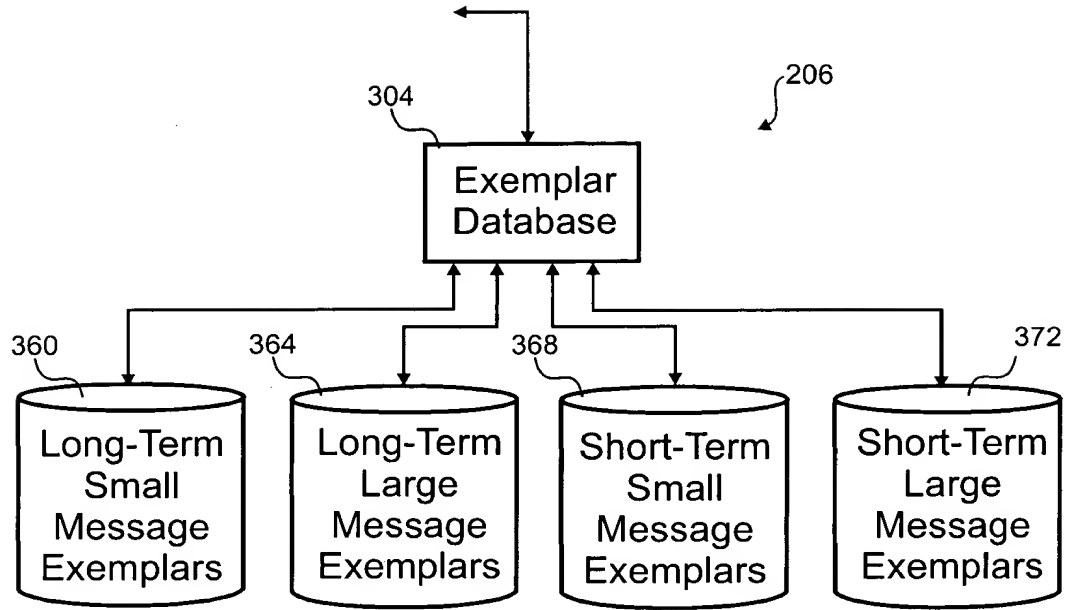 206
304
Exemplar
Database
360
364
368
372
Long-Term
Small
Message
Exemplars
Long-Term
Large
Message
Exemplars
Short-Term
Small
Message
Exemplars
Short-Term
Large
Message
Exemplars